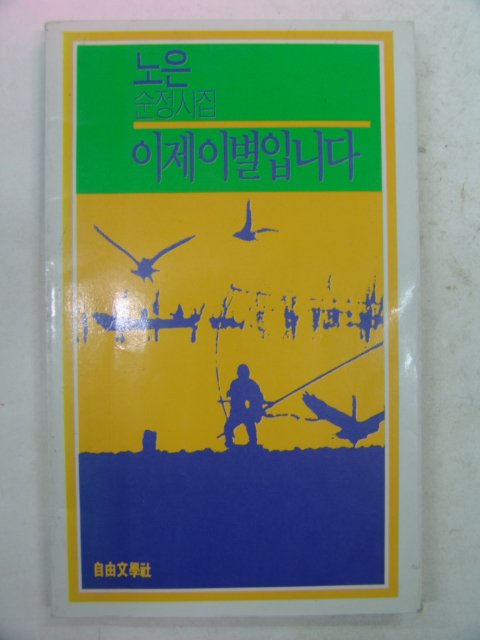 노은
순정시집
이제이별입니다
自由文學社